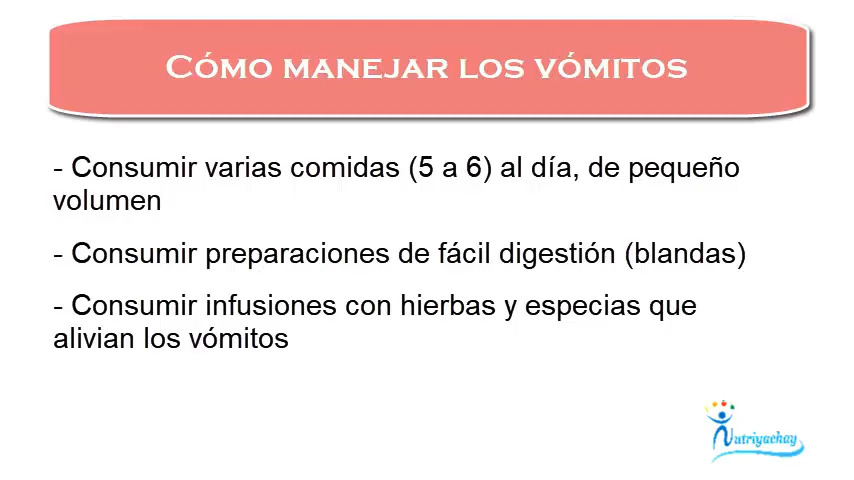 Cómo manejar los vómitos
- Consumir varias comidas (5 a 6) al día, de pequeño
volumen
- Consumir preparaciones de fácil digestión (blandas)
- Consumir infusiones con hierbas y especias que
alivian los vómitos
Nutriyachay